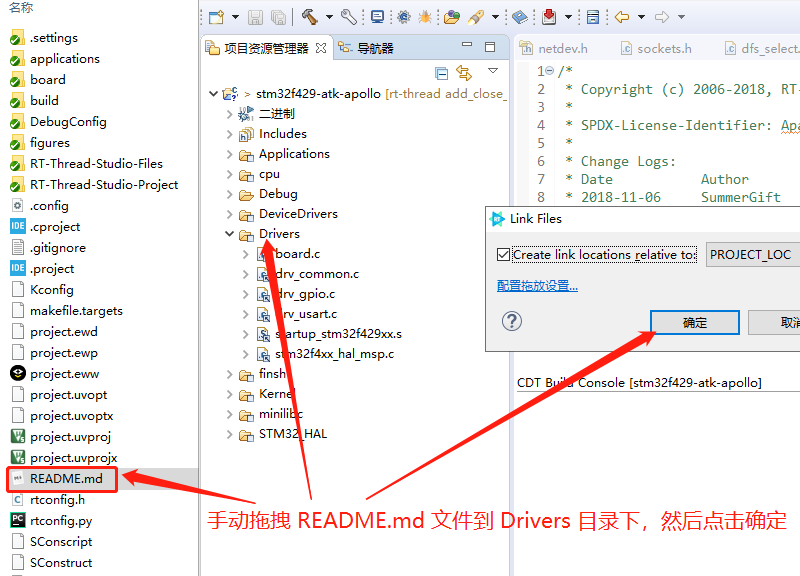 名称
.settings
applications
board
build
DebugConfig
figures
RT-Thread-Studio-Files
RT-Thread-Studio-Project
.config
.cproject
.gitignore
.project
Kconfig
makefile.targets
project.ewd
project.ewp
project.eww
project.uvopt
project.uvoptx
project.uvproj
project.uvprojx
README.md
rtconfig.h
rtconfig.py
SConscript
SConstruct
项目资源管理器
导航器
> stm32f429-atk-apollo [rt-thread add_close_
二进制
Includes
Applications
cpu
Debug
DeviceDrivers
Drivers
board.c
drv_common.c
drv_gpio.c
drv_usart.c
startup_stm32f429xx.s
stm32f4xx_hal_msp.c
finsh
Kernel
minilibc
STM32_HAL
netdev.h
sockets.h
dfs_select.
1 /*
2 * Copyright (c) 2006-2018, RT-
3 *
4 * SPDX-License-Identifier: Apa
5 *
6 * Change Logs:
7 * Date Author
8 * 2018-11-06 SummerGift
Link Files
Create link locations relative to:
PROJECT_LOC
配置拖放设置...
确定
取消
CDT Build Console [stm32f429-atk-apollo]
手动拖拽 README.md 文件到 Drivers 目录下，然后点击确定